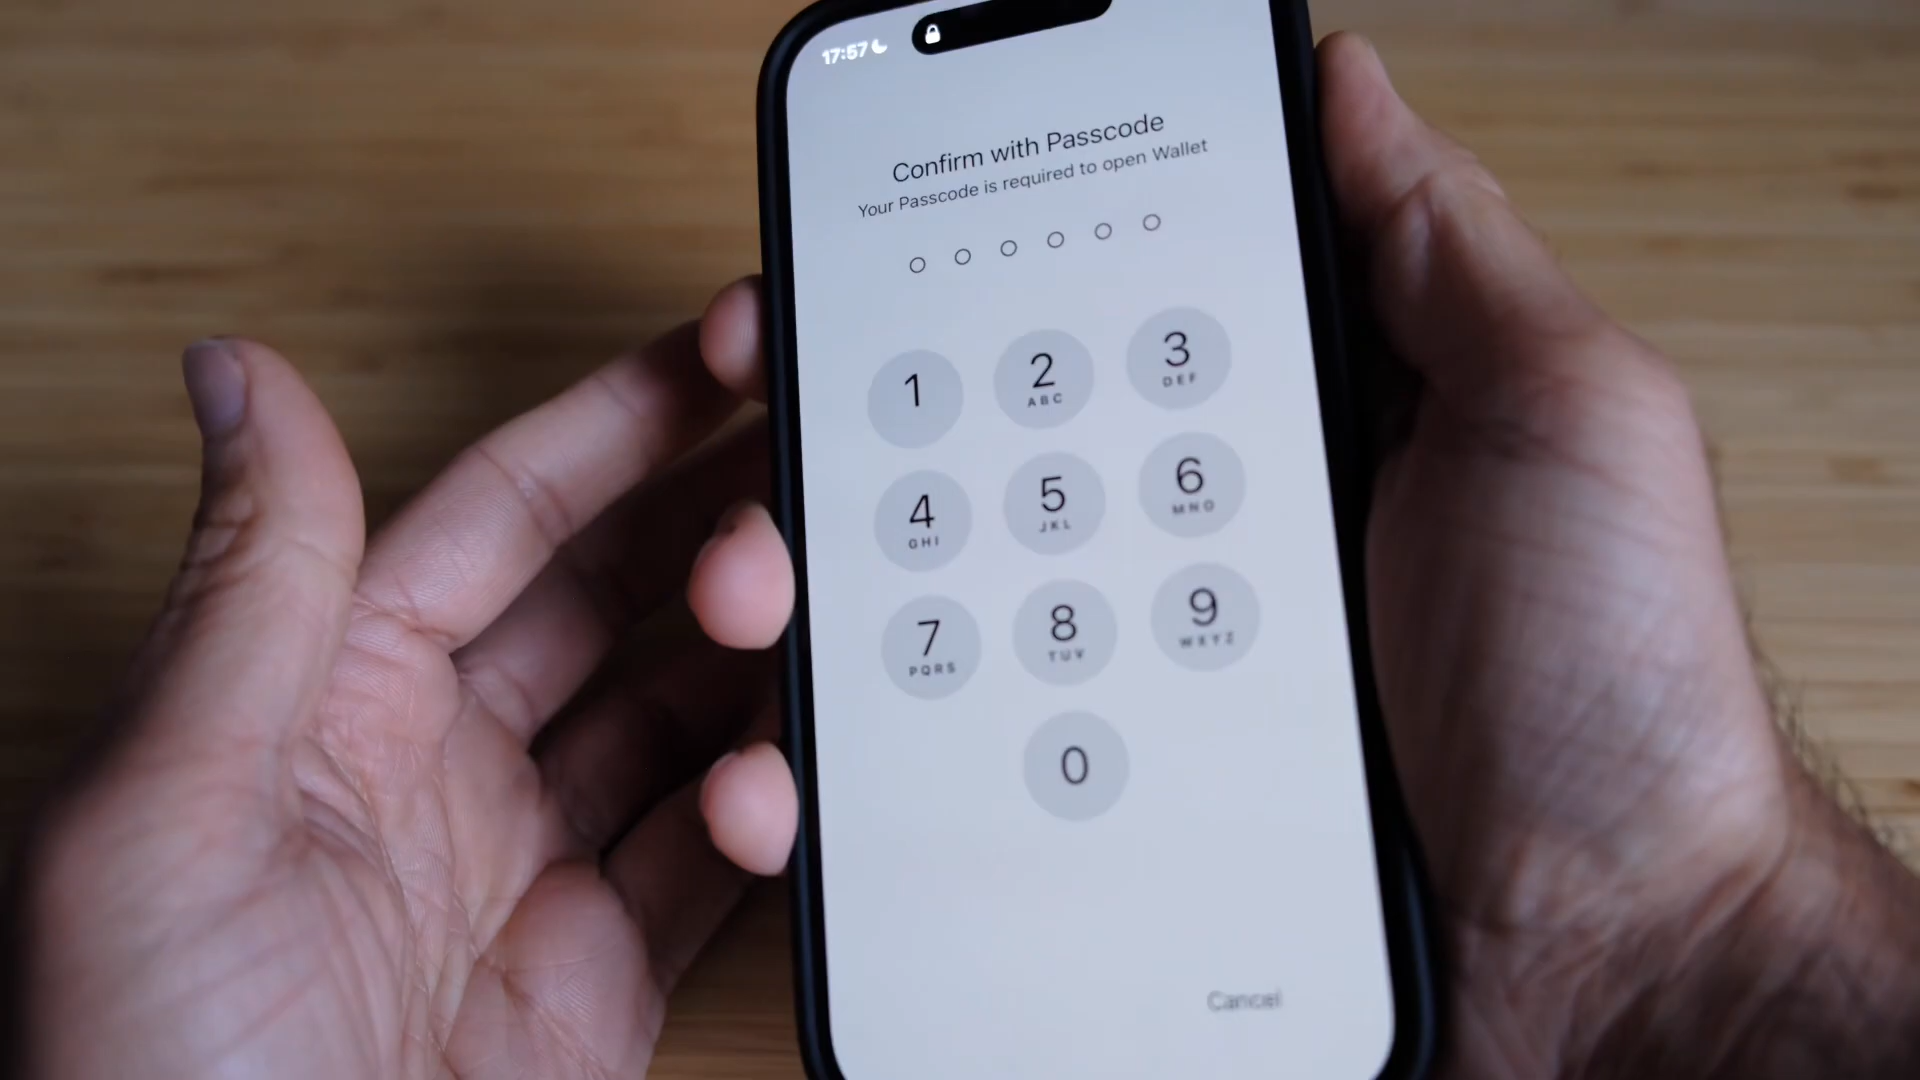 17:57
Confirm with Passcode
Your Passcode is required to open Wallet
1
2
ABC
3
DEF
4
GHI
5
JKL
6
MNO
7
PQRS
8
TUV
9
WXYZ
0
Cancel